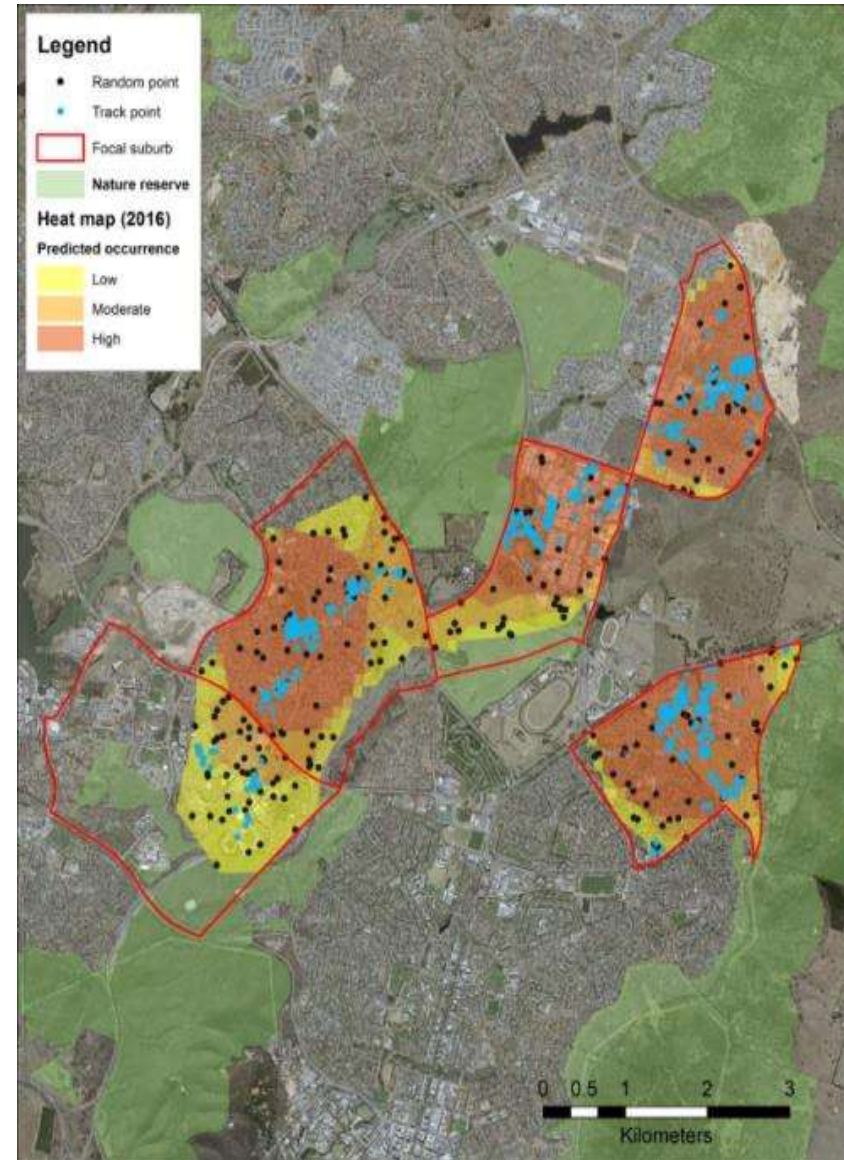 Legend
Random point
Track point
Focal suburb
Nature reserve
Heat map (2016)
Predicted occurrence
Low
Moderate
High
0 0.5 1 2 3
Kilometers